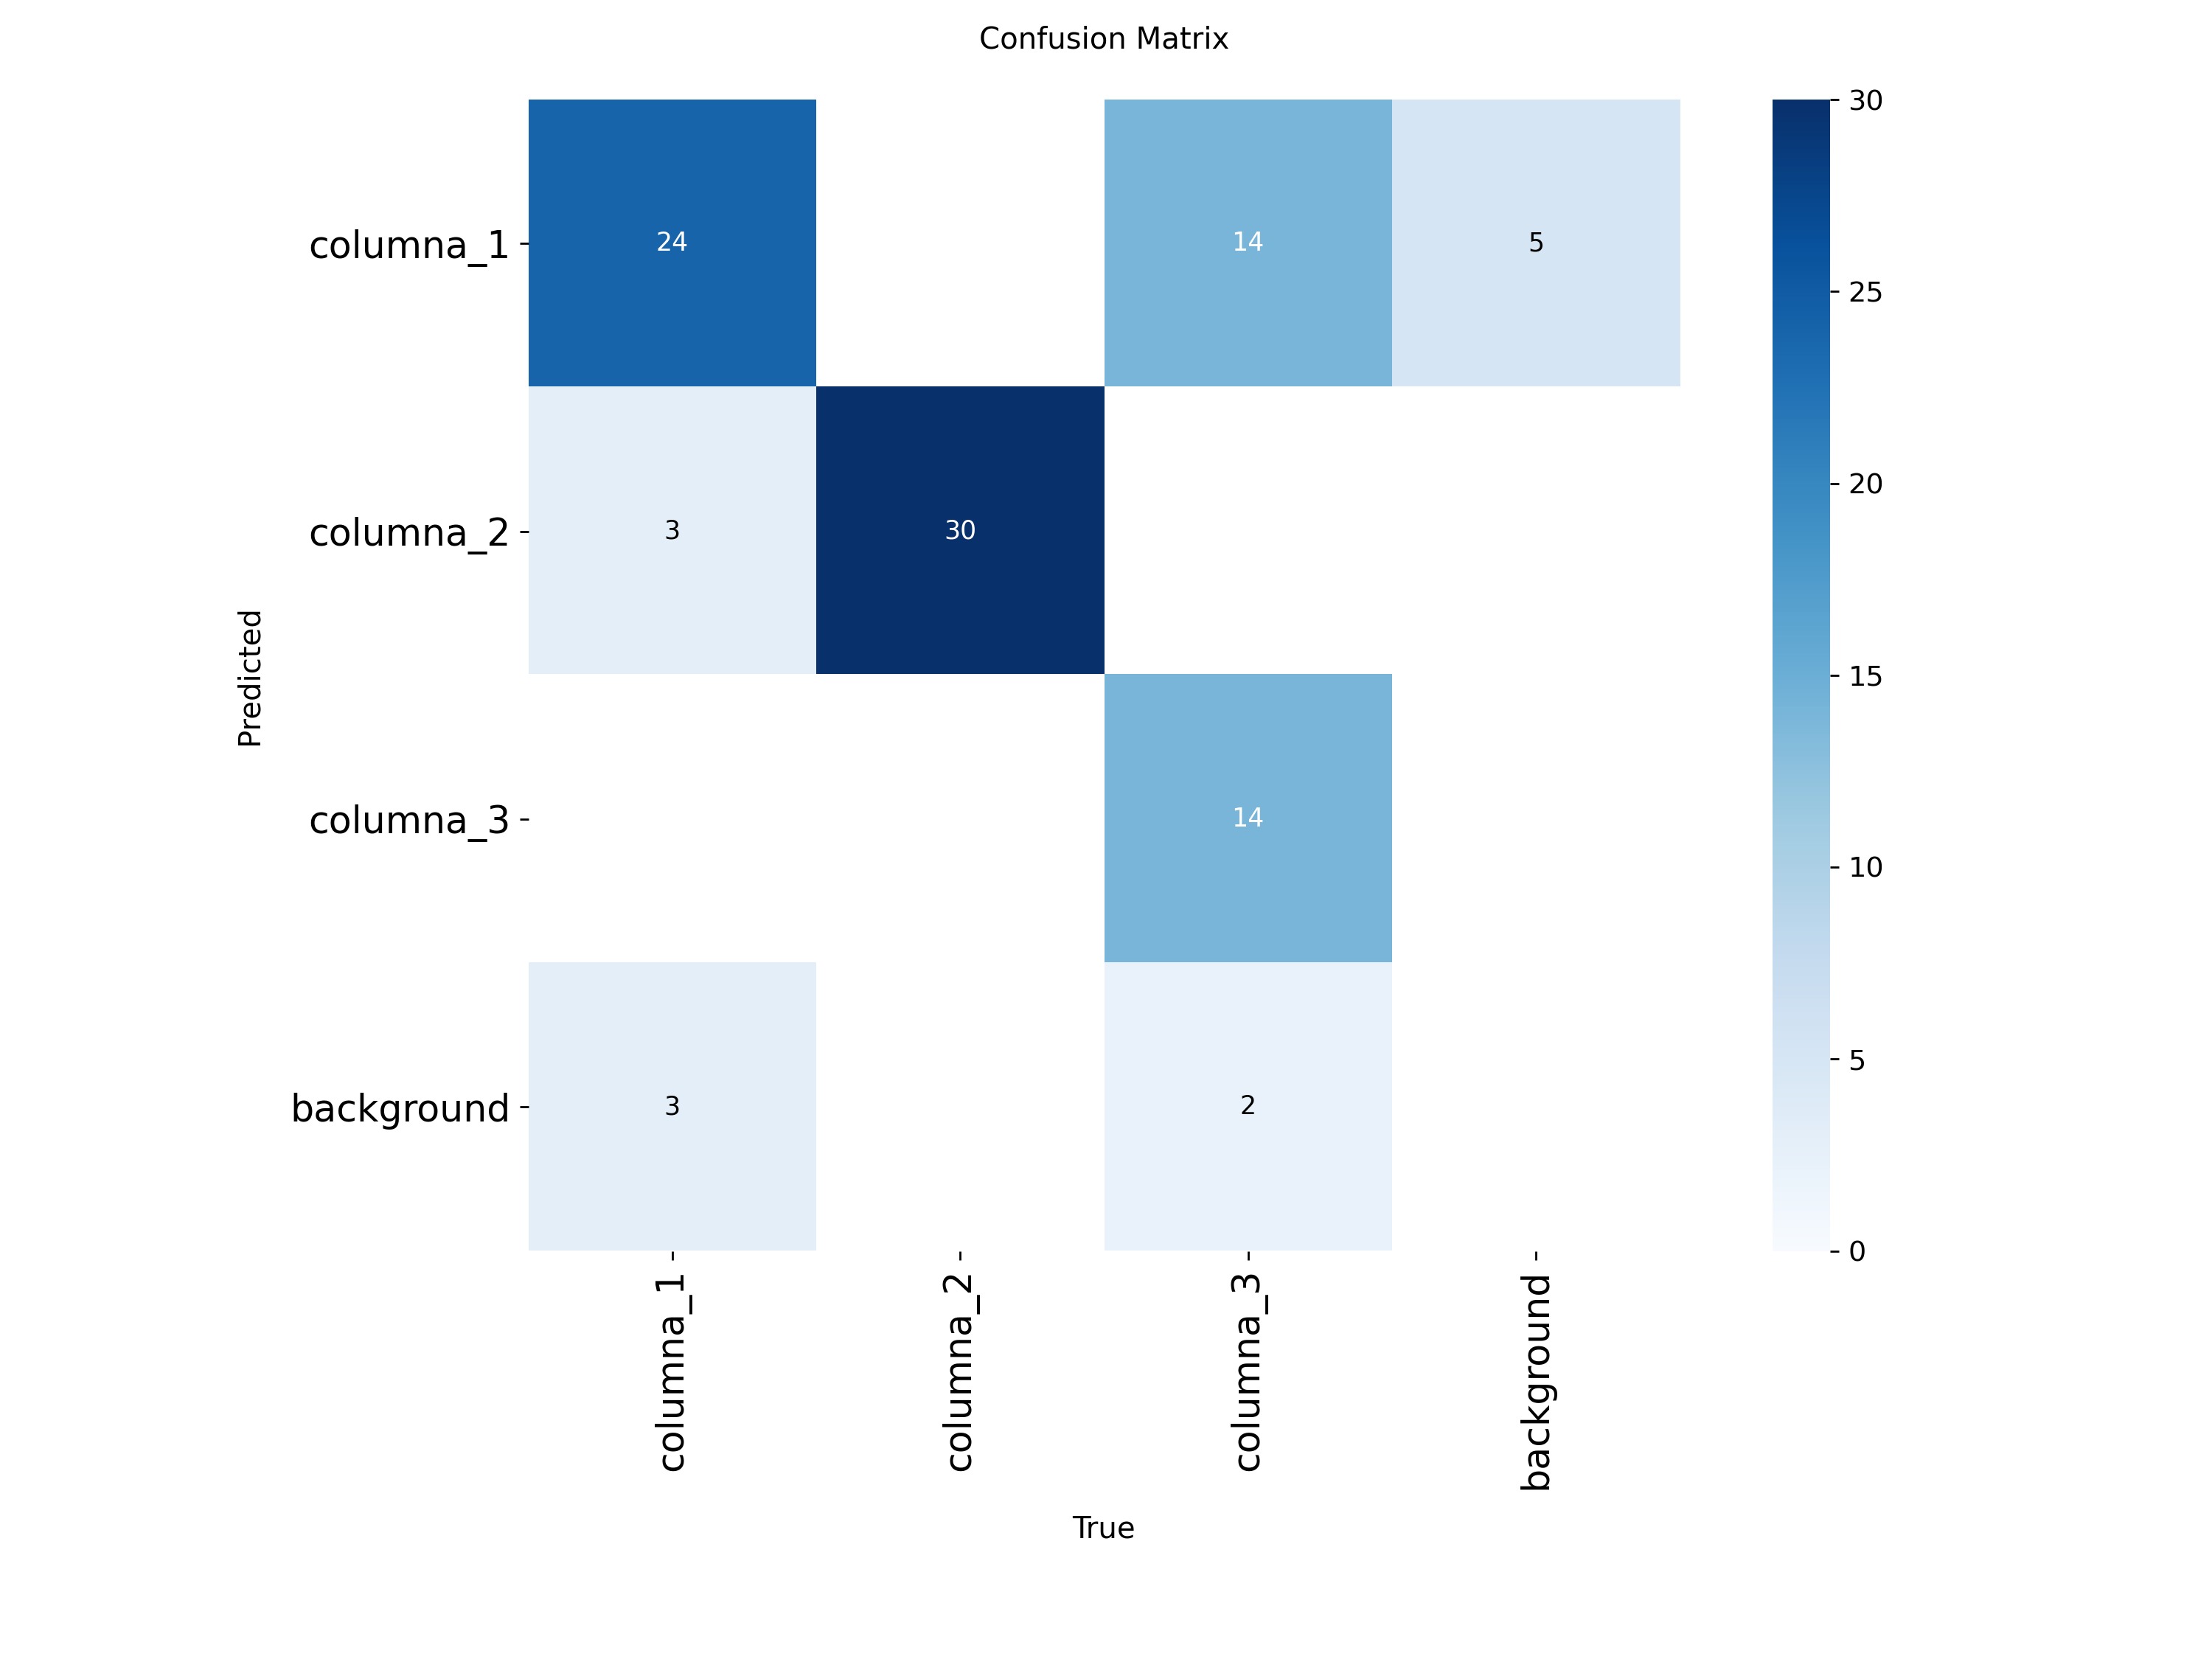 Confusion Matrix
columna_1
24
14
5
columna_2
3
30
columna_3
14
background
3
2
Predicted
columna_1
columna_2
columna_3
background
True
30
25
20
15
10
5
0